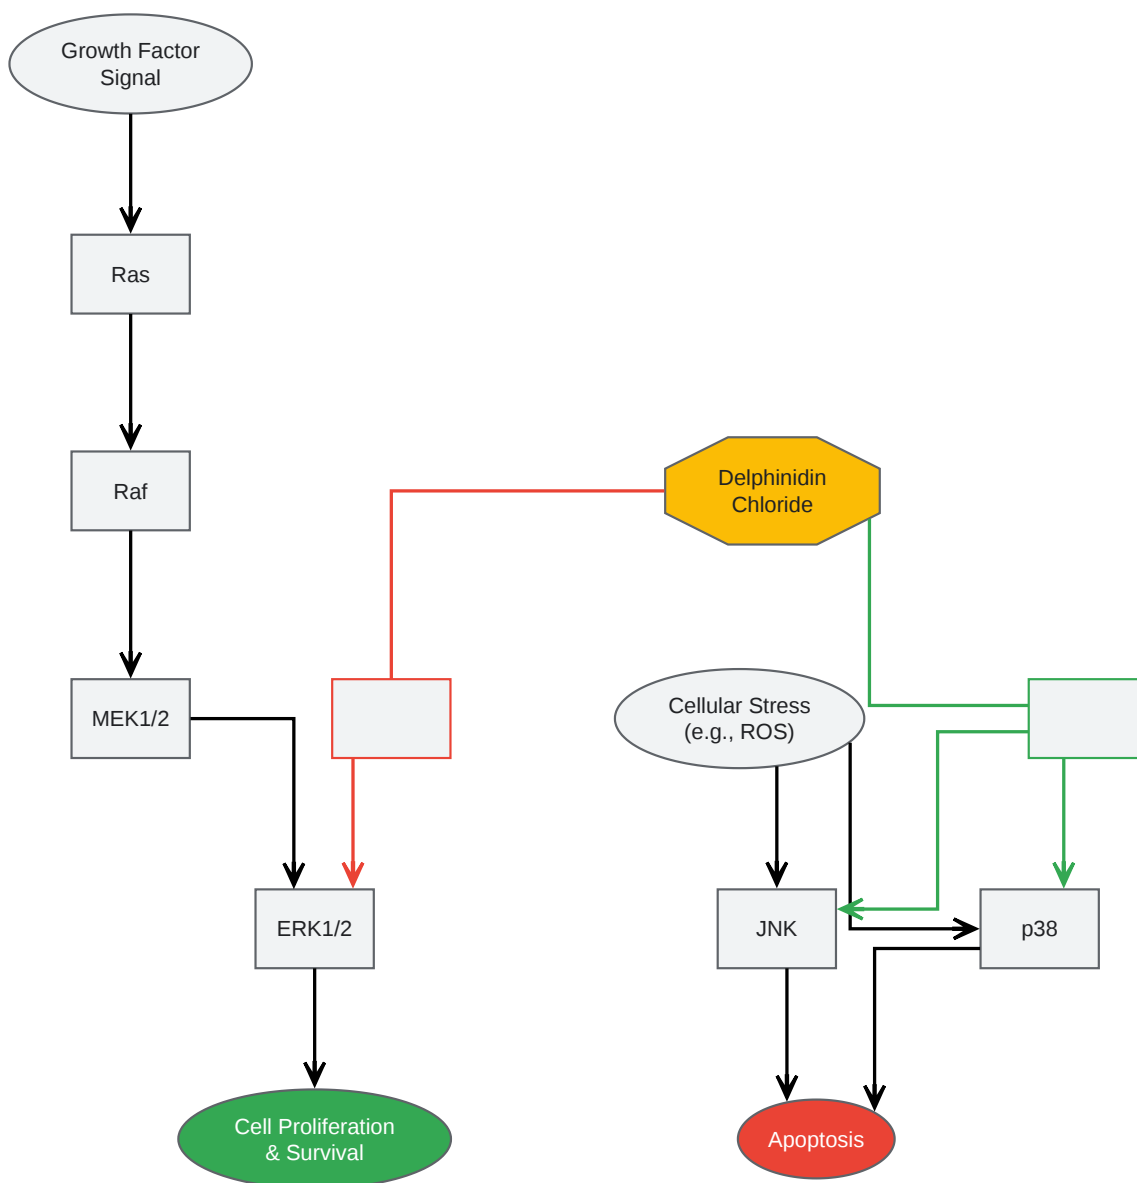 Growth Factor
Signal
Ras
Raf
Delphinidin
Chloride
MEK1/2
Cellular Stress
(e.g., ROS)
ERK1/2
JNK
p38
Cell Proliferation
& Survival
Apoptosis